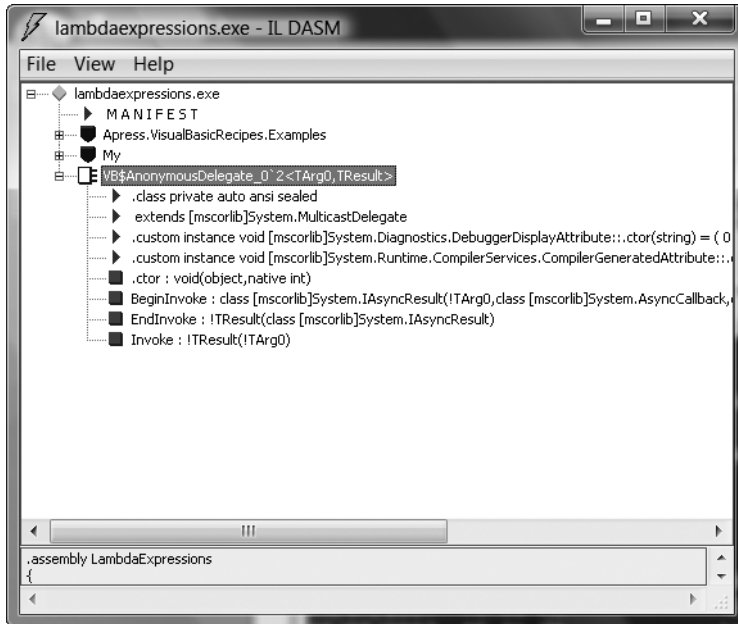 lambdaexpressions.exe - IL DASM
File View Help
lambdaexpressions.exe
M A N I F E S T
Apress.VisualBasicRecipes.Examples
My
VB$AnonymousDelegate_0`2<TArg0,TResult>
.class private auto ansi sealed
extends [mscorlib]System.MulticastDelegate
.custom instance void [mscorlib]System.Diagnostics.DebuggerDisplayAttribute::.ctor(string) = ( 0
.custom instance void [mscorlib]System.Runtime.CompilerServices.CompilerGeneratedAttribute::.
.ctor : void(object,native int)
BeginInvoke : class [mscorlib]System.IAsyncResult(!TArg0,class [mscorlib]System.AsyncCallback,
EndInvoke : !TResult(class [mscorlib]System.IAsyncResult)
Invoke : !TResult(!TArg0)
.assembly LambdaExpressions
{